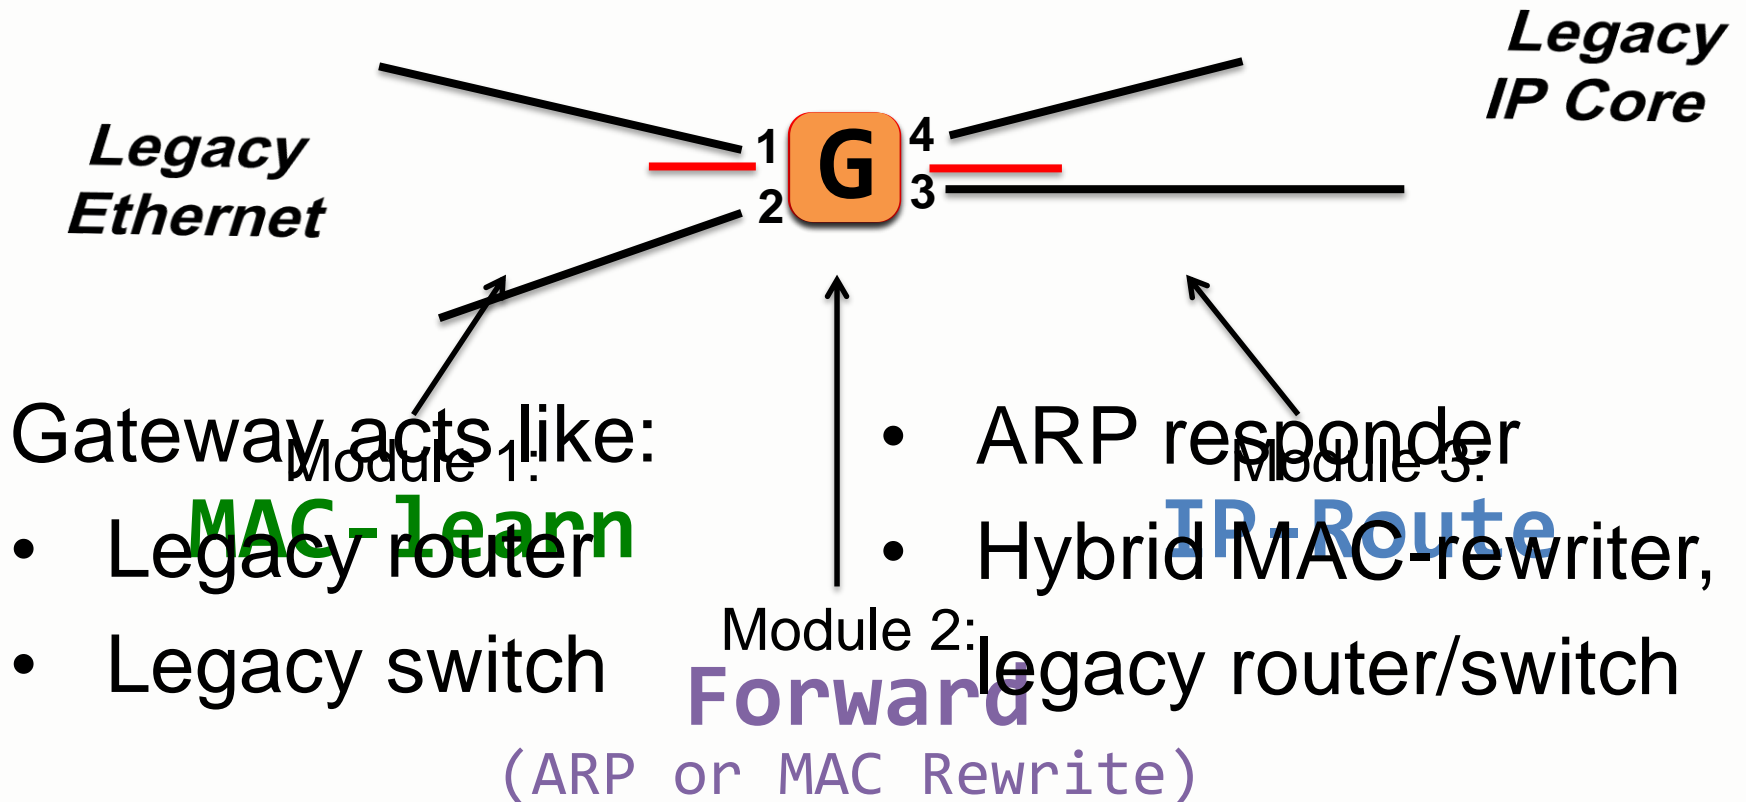 Legacy
IP Core
Legacy
Ethernet
1
2
G
4
3
Gateway acts like:
• Legacy router
• Legacy switch
• ARP responder
• Hybrid MAC-rewriter,
legacy router/switch
Module 1:
MAC-learn
Module 2:
Forward
(ARP or MAC Rewrite)
Module 3:
IP-Route